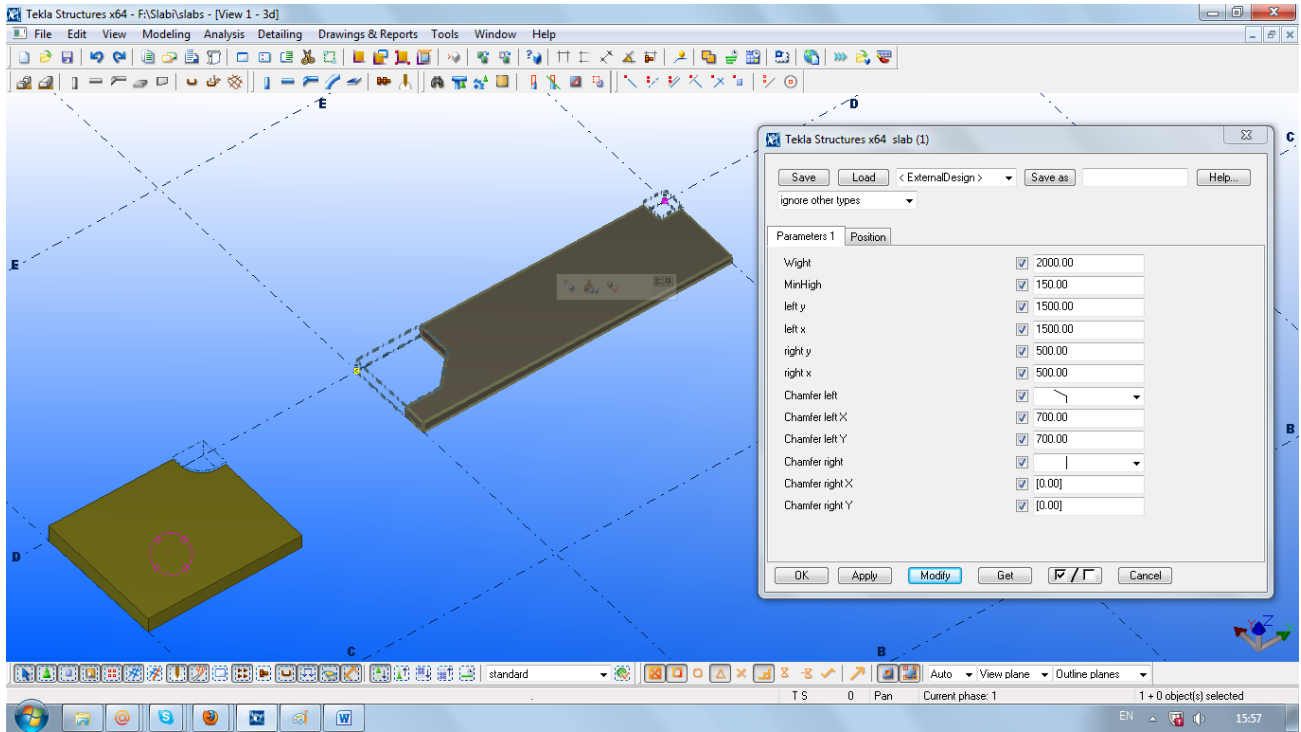 Tekla Structures x64 - F:\Slabi\slabs - [View 1 - 3d]
File Edit View Modeling Analysis Detailing Drawings & Reports Tools Window Help
E D
Tekla Structures x64 slab (1)
C
Save Load < ExternalDesign > Save as Help...
ignore other types
Parameters 1 Position
E
Wight 2000.00
MinHigh 150.00
left y 1500.00
left x 1500.00
right y 500.00
right x 500.00
Chamfer left
Chamfer left X 700.00
Chamfer left Y 700.00
B
Chamfer right
Chamfer right X [0.00]
Chamfer right Y [0.00]
D
OK Apply Modify Get Cancel
Z
C B
standard Auto View plane Outline planes
T S 0 Pan Current phase: 1 1 + 0 object(s) selected
EN 15:57